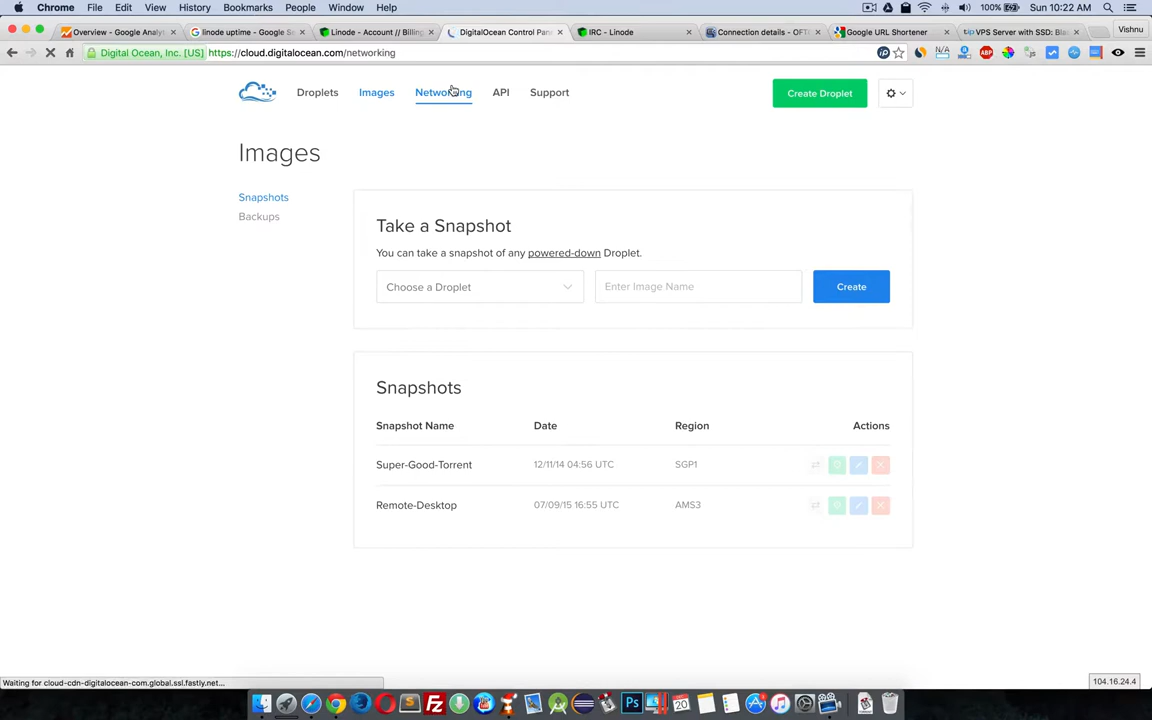 Chrome File Edit View History Bookmarks People Window Help 100% Sun 10:22 AM
Overview - Google Analyt linode uptime - Google Se Linode - Account // Billing DigitalOcean Control Pan IRC - Linode Connection details - OFT Google URL Shortener VPS Server with SSD: Bla Vishnu
Digital Ocean, Inc. [US] https://cloud.digitalocean.com/networking
Droplets Images Networking API Support Create Droplet
Images
Snapshots
Backups
Take a Snapshot
You can take a snapshot of any powered-down Droplet.
Choose a Droplet Enter Image Name Create
Snapshots
Snapshot Name Date Region Actions
Super-Good-Torrent 12/11/14 04:56 UTC SGP1
Remote-Desktop 07/09/15 16:55 UTC AMS3
Waiting for cloud-cdn-digitalocean-com.global.ssl.fastly.net...
104.16.24.4